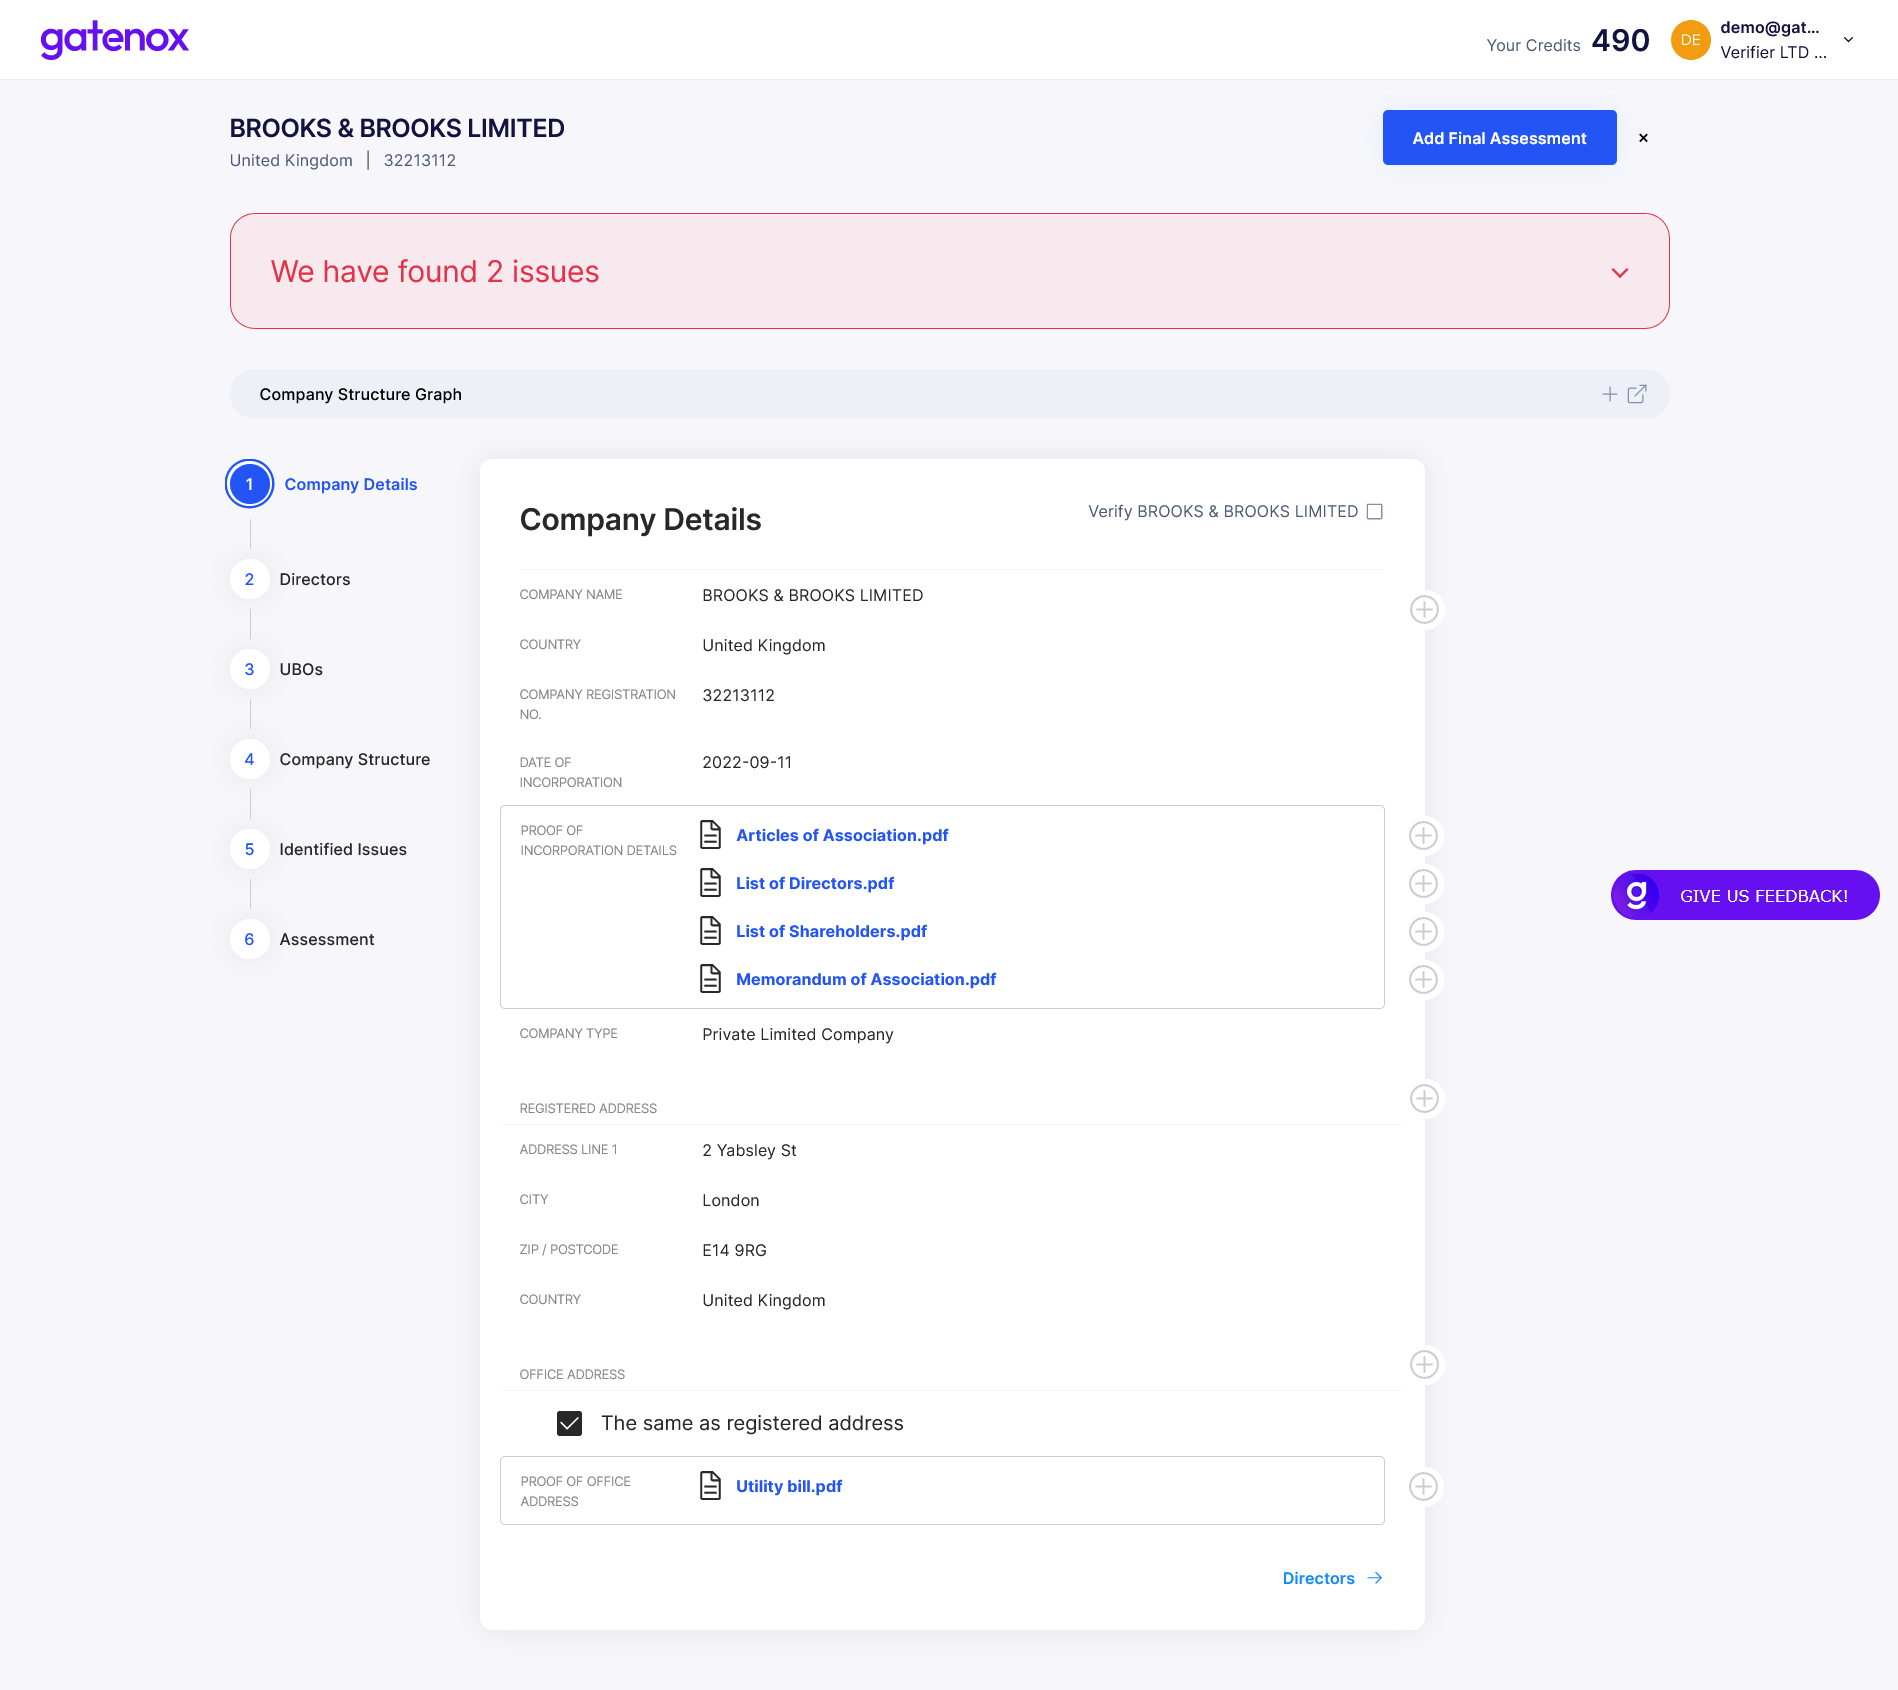 gatenox
Your Credits 490
DE
demo@gat...
Verifier LTD ...
BROOKS & BROOKS LIMITED
United Kingdom | 32213112
Add Final Assessment
We have found 2 issues
Company Structure Graph
1 Company Details
2 Directors
3 UBOs
4 Company Structure
5 Identified Issues
6 Assessment
Company Details
Verify BROOKS & BROOKS LIMITED
COMPANY NAME BROOKS & BROOKS LIMITED
COUNTRY United Kingdom
COMPANY REGISTRATION 32213112
NO.
DATE OF 2022-09-11
INCORPORATION
PROOF OF
INCORPORATION DETAILS
Articles of Association.pdf
List of Directors.pdf
List of Shareholders.pdf
Memorandum of Association.pdf
COMPANY TYPE Private Limited Company
REGISTERED ADDRESS
ADDRESS LINE 1 2 Yabsley St
CITY London
ZIP / POSTCODE E14 9RG
COUNTRY United Kingdom
OFFICE ADDRESS
The same as registered address
PROOF OF OFFICE
ADDRESS
Utility bill.pdf
Directors
g GIVE US FEEDBACK!